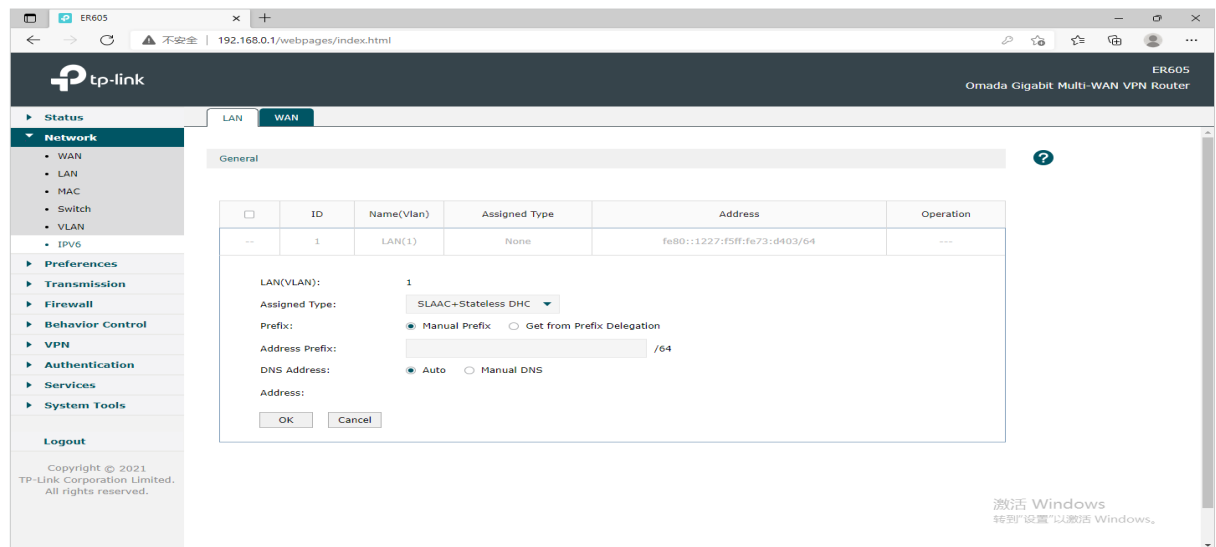 ER605
不安全 | 192.168.0.1/webpages/index.html
tp-link
ER605
Omada Gigabit Multi-WAN VPN Router
Status
Network
WAN
LAN
MAC
Switch
VLAN
IPV6
Preferences
Transmission
Firewall
Behavior Control
VPN
Authentication
Services
System Tools
Logout
Copyright © 2021
TP-Link Corporation Limited.
All rights reserved.
LAN WAN
General
ID Name(Vlan) Assigned Type Address Operation
-- 1 LAN(1) None fe80::1227:f5ff:fe73:d403/64 ---
LAN(VLAN): 1
Assigned Type: SLAAC+Stateless DHC
Prefix: Manual Prefix Get from Prefix Delegation
Address Prefix: /64
DNS Address: Auto Manual DNS
Address:
OK Cancel
激活 Windows
转到"设置"以激活 Windows。